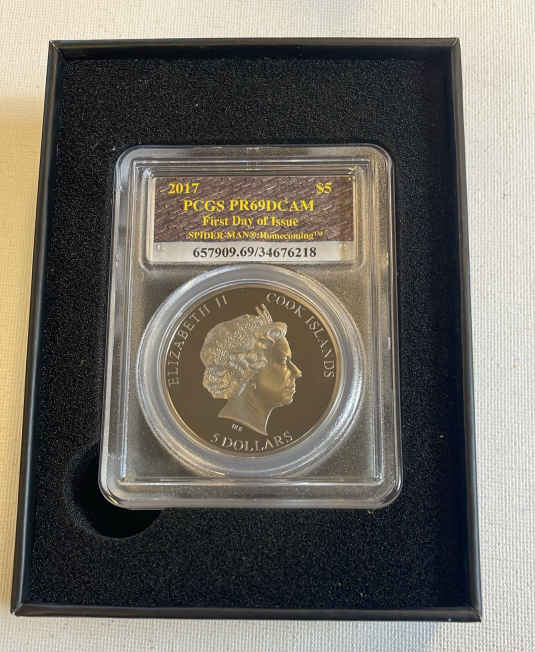 2017 $5
PCGS PR69DCAM
First Day of Issue
SPIDER-MAN®:Homecoming™
657909.69/34676218
ELIZABETH II COOK ISLANDS
5 DOLLARS